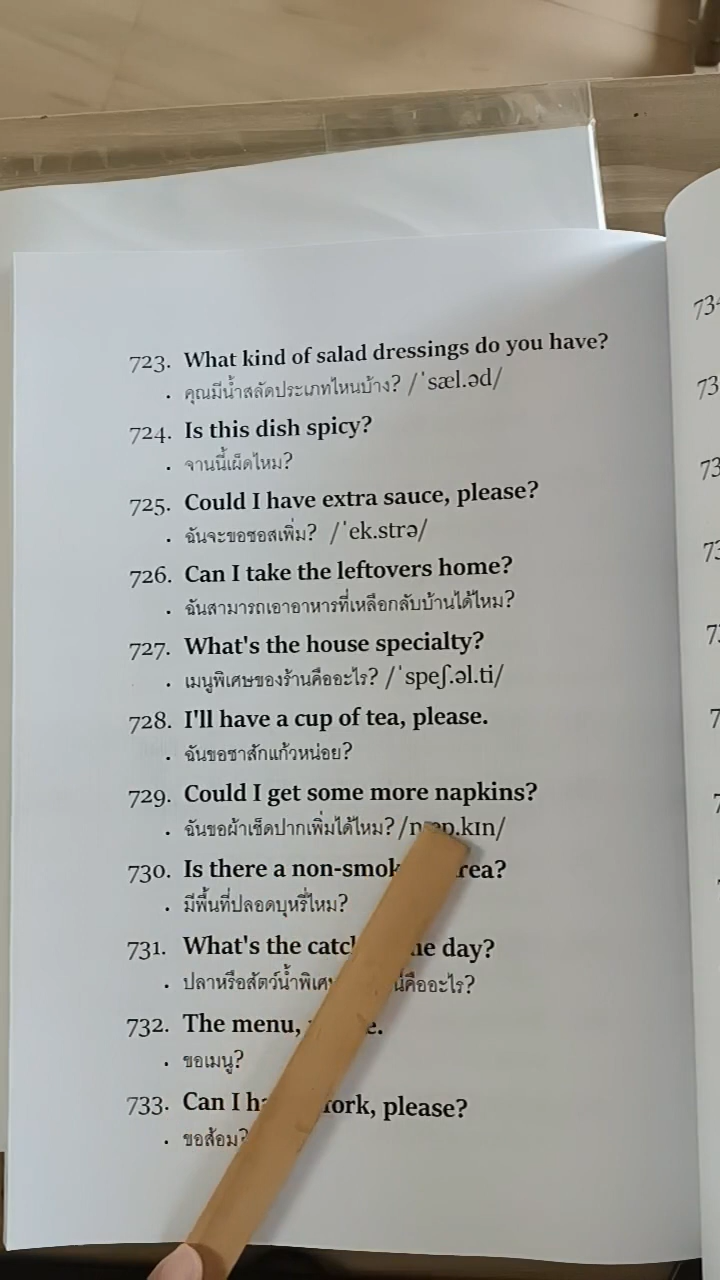 723. What kind of salad dressings do you have?
• คุณมีน้ำสลัดประเภทไหนบ้าง? /ˈsæl.əd/
724. Is this dish spicy?
• จานนี้เผ็ดไหม?
725. Could I have extra sauce, please?
• ฉันจะขอซอสเพิ่ม? /ˈek.strə/
726. Can I take the leftovers home?
• ฉันสามารถเอาอาหารที่เหลือกลับบ้านได้ไหม?
727. What's the house specialty?
• เมนูพิเศษของร้านคืออะไร? /ˈspeʃ.əl.ti/
728. I'll have a cup of tea, please.
• ฉันขอชาสักแก้วหน่อย?
729. Could I get some more napkins?
• ฉันขอผ้าเช็ดปากเพิ่มได้ไหม?
730. Is there a
• มีพื้นที่ปลอดบุหรี่ไหม?
731. What's the day?
• ปลาหรือสัตว์น้ำ คืออะไร?
732. The menu,
• ขอเมนู?
733. Can I fork, please?
• ขอส้อม?
734
73
73
73
73
7
7